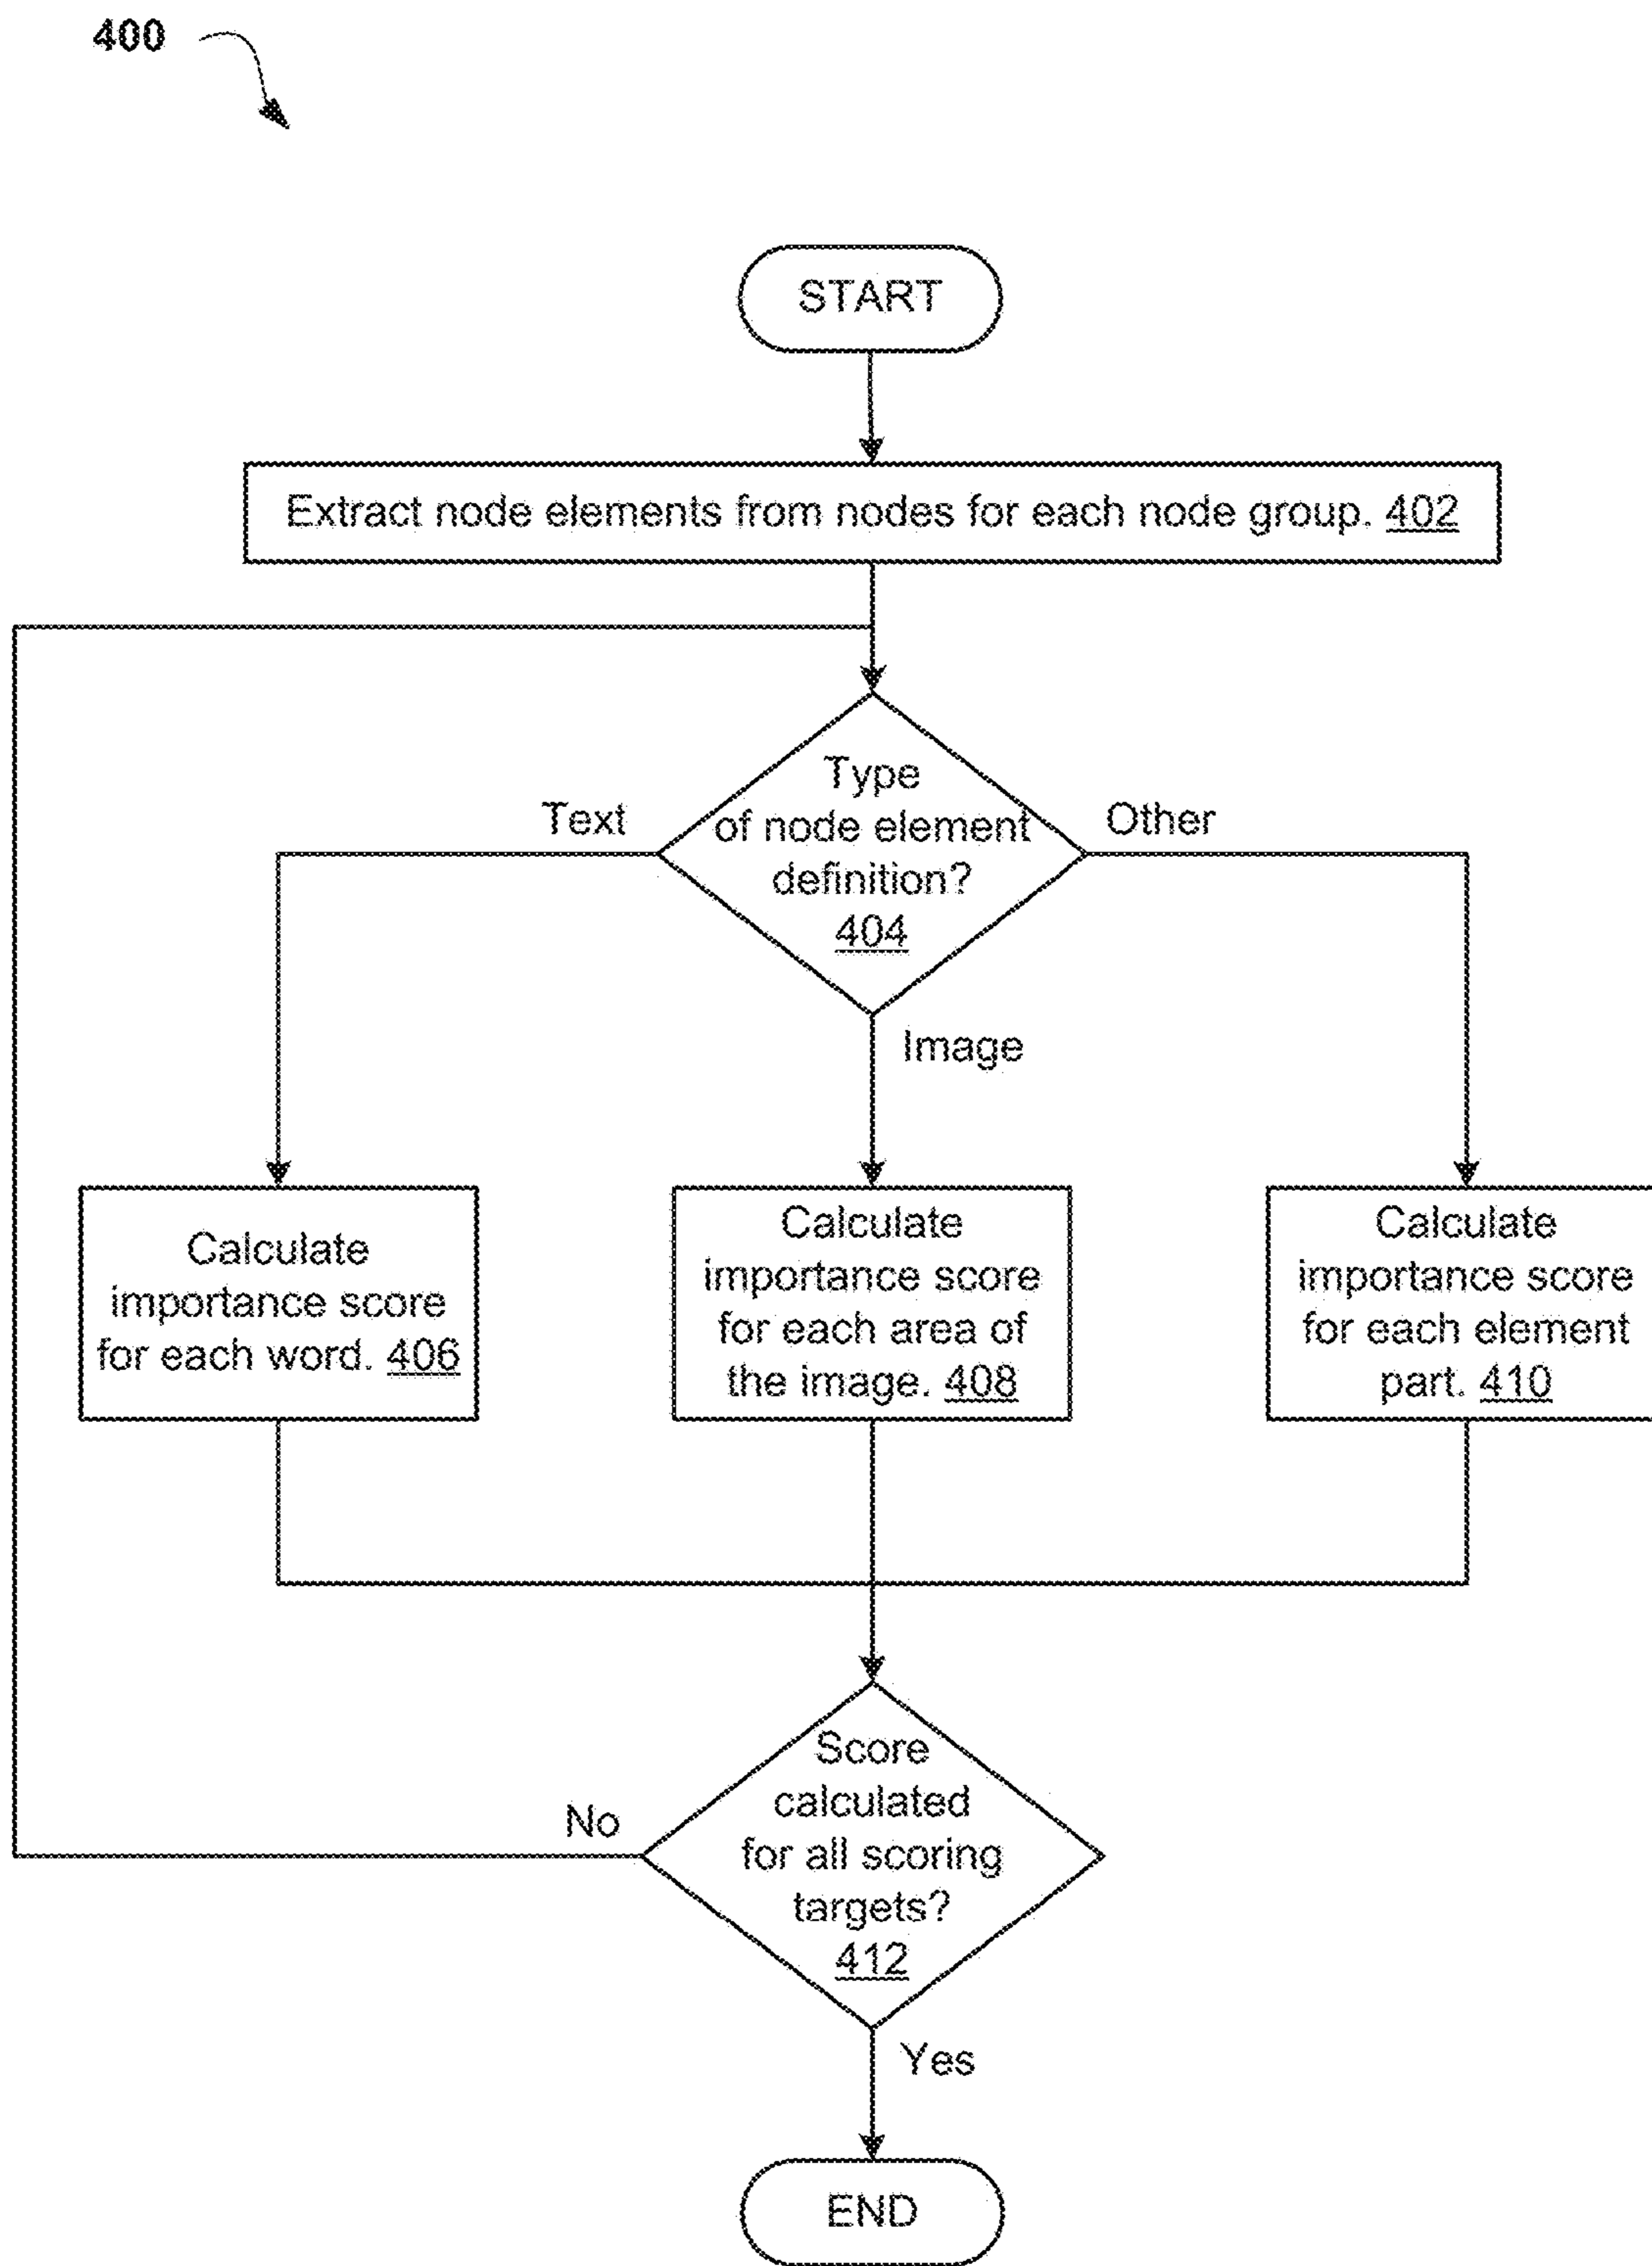 400
START
Extract node elements from nodes for each node group. 402
Type
of node element
definition?
404
Text
Other
Image
Calculate
importance score
for each word. 406
Calculate
importance score
for each area of
the image. 408
Calculate
importance score
for each element
part. 410
Score
calculated
for all scoring
targets?
412
No
Yes
END